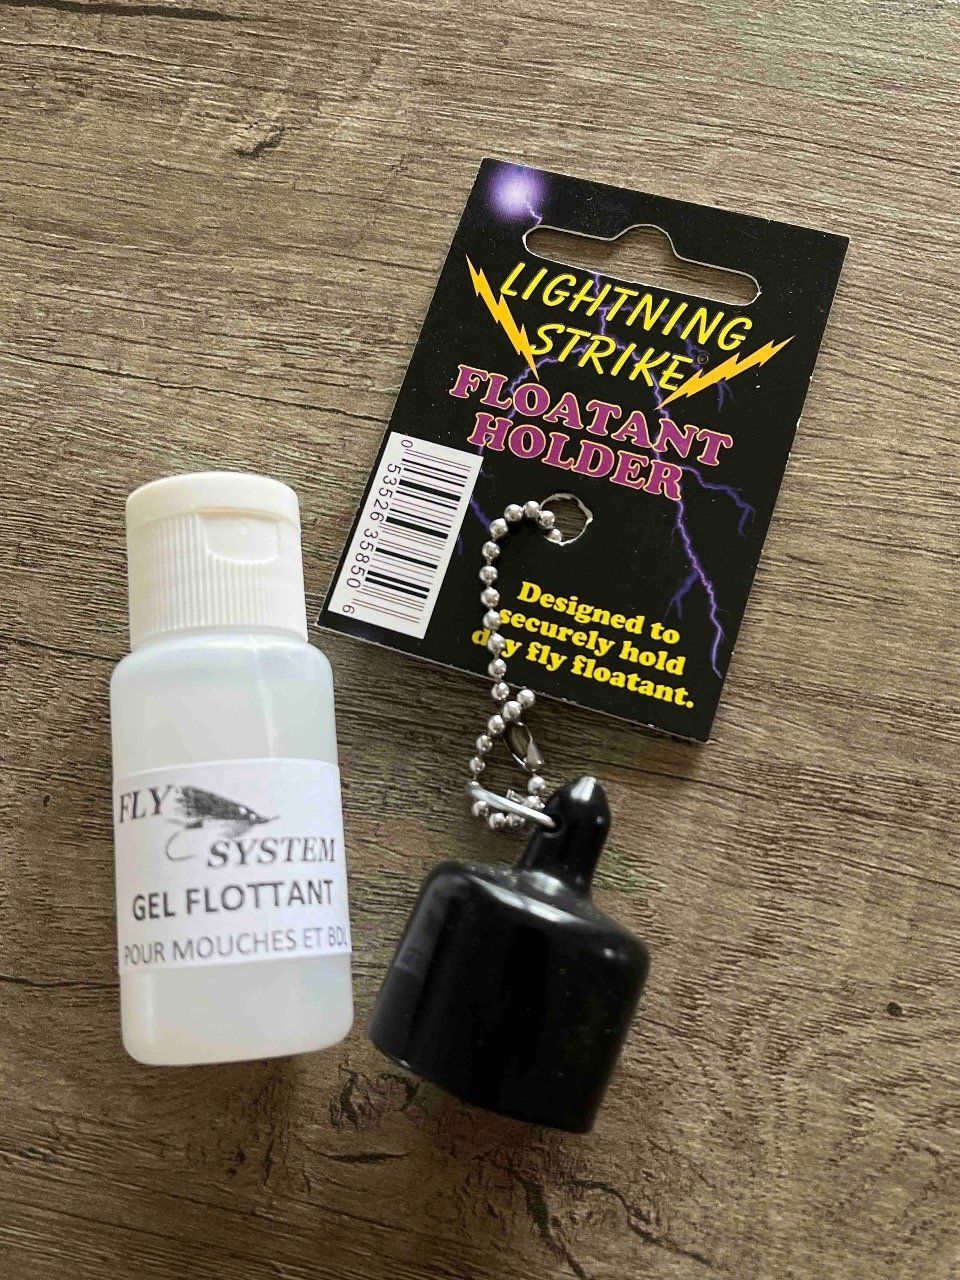 LIGHTNING
STRIKE
FLOATANT
HOLDER
0 53526 35850 6
Designed to
securely hold
dry fly floatant.
FLY
SYSTEM
GEL FLOTTANT
POUR MOUCHES ET BDL